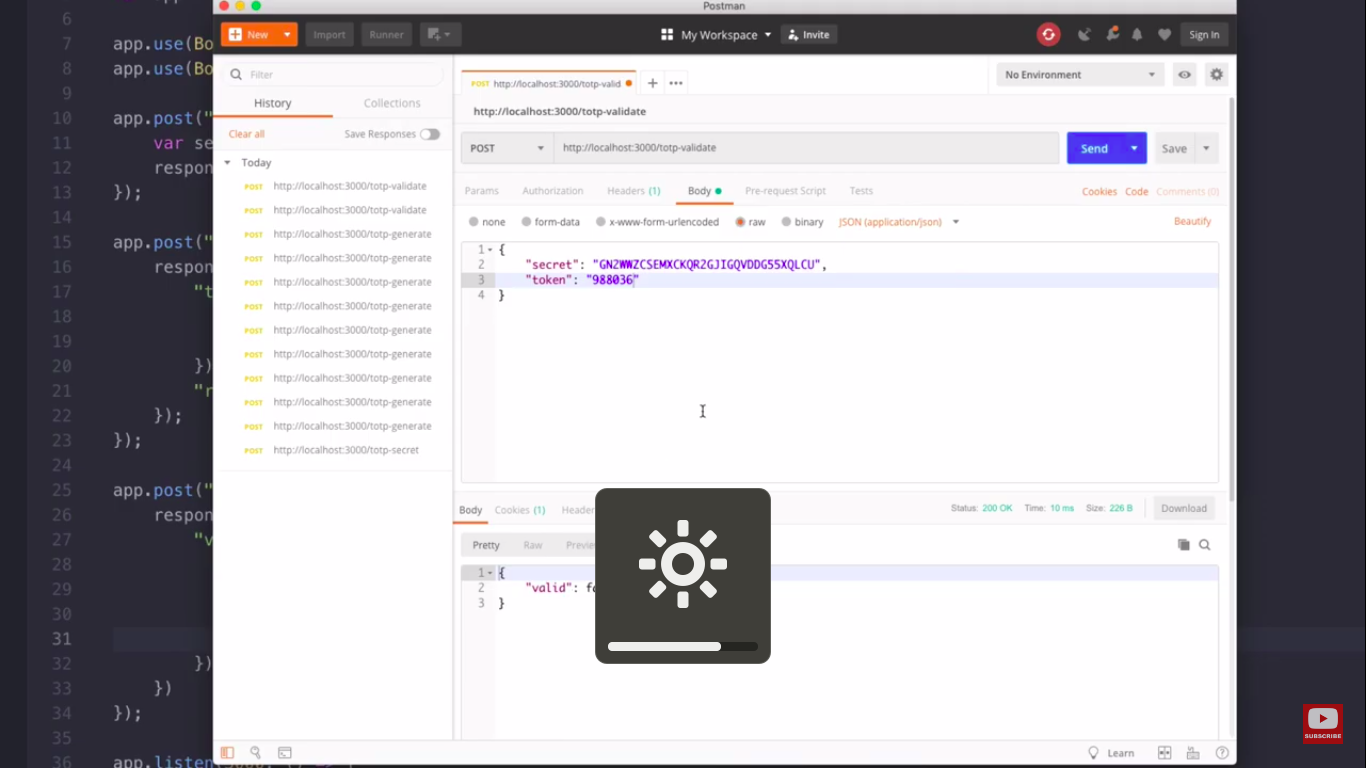 Postman
New
Import
Runner
My Workspace
Invite
Sign In
Filter
History
Collections
Clear all
Save Responses
Today
POST http://localhost:3000/totp-validate
POST http://localhost:3000/totp-validate
POST http://localhost:3000/totp-generate
POST http://localhost:3000/totp-generate
POST http://localhost:3000/totp-generate
POST http://localhost:3000/totp-generate
POST http://localhost:3000/totp-generate
POST http://localhost:3000/totp-generate
POST http://localhost:3000/totp-generate
POST http://localhost:3000/totp-generate
POST http://localhost:3000/totp-generate
POST http://localhost:3000/totp-secret
POST http://localhost:3000/totp-valid
No Environment
http://localhost:3000/totp-validate
POST http://localhost:3000/totp-validate
Send
Save
Params Authorization Headers (1) Body Pre-request Script Tests
Cookies Code Comments (0)
none form-data x-www-form-urlencoded raw binary JSON (application/json)
Beautify
1 {
2 "secret": "GN2WWZCSEMXCKQR2GJIGQVDDG55XQLCU",
3 "token": "988036"
4 }
Body Cookies (1) Header
Status: 200 OK Time: 10 ms Size: 226 B
Download
Pretty Raw Previe
1 {
2 "valid": f
3 }
Learn
6
7 app.use(Bo
8 app.use(Bo
9
10 app.post("
11 var se
12 respon
13 });
14
15 app.post("
16 respon
17 "t
18
19
20 })
21 "r
22 });
23 });
24
25 app.post("
26 respon
27 "v
28
29
30
31
32 })
33 })
34 });
35
36 app.listen
SUBSCRIBE